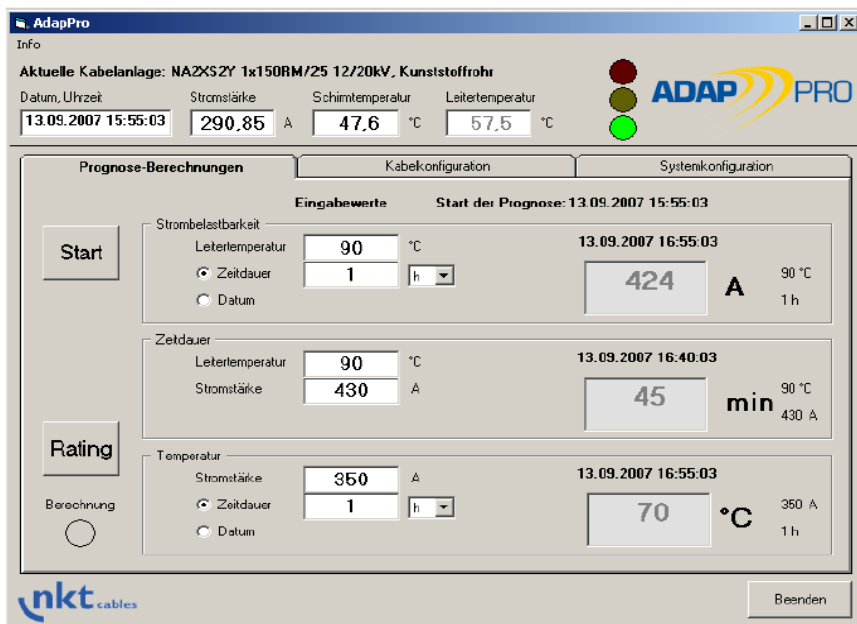 AdapPro
Info
Aktuelle Kabelanlage: NA2XS2Y 1x150RM/25 12/20kV, Kunststoffrohr
Datum, Uhrzeit Stromstärke Schirmtemperatur Leitertemperatur
13.09.2007 15:55:03 290,85 A 47,6 °C 57,5 °C
ADAP PRO
Prognose-Berechnungen Kabelkonfiguration Systemkonfiguration
Eingabewerte Start der Prognose: 13.09.2007 15:55:03
Start
Strombelastbarkeit
Leitertemperatur 90 °C 13.09.2007 16:55:03
Zeitdauer 1 h 424 A 90 °C
Datum 1 h
Zeitdauer
Leitertemperatur 90 °C 13.09.2007 16:40:03
Stromstärke 430 A 45 min 90 °C
430 A
Rating
Temperatur
Stromstärke 350 A 13.09.2007 16:55:03
Berechnung Zeitdauer 1 h 70 °C 350 A
Datum 1 h
nkt cables
Beenden